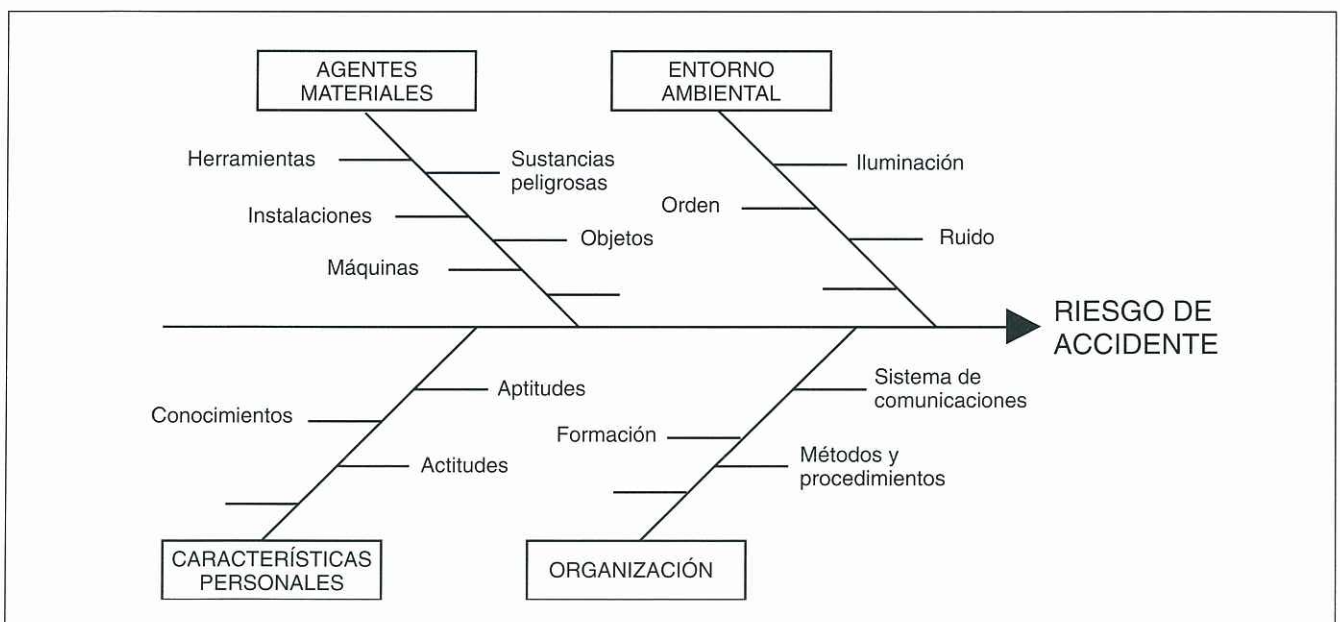 AGENTES
MATERIALES
ENTORNO
AMBIENTAL
Herramientas
Sustancias
peligrosas
Iluminación
Instalaciones
Orden
Objetos
Ruido
Máquinas
RIESGO DE
ACCIDENTE
Aptitudes
Sistema de
comunicaciones
Conocimientos
Formación
Actitudes
Métodos y
procedimientos
CARACTERÍSTICAS
PERSONALES
ORGANIZACIÓN